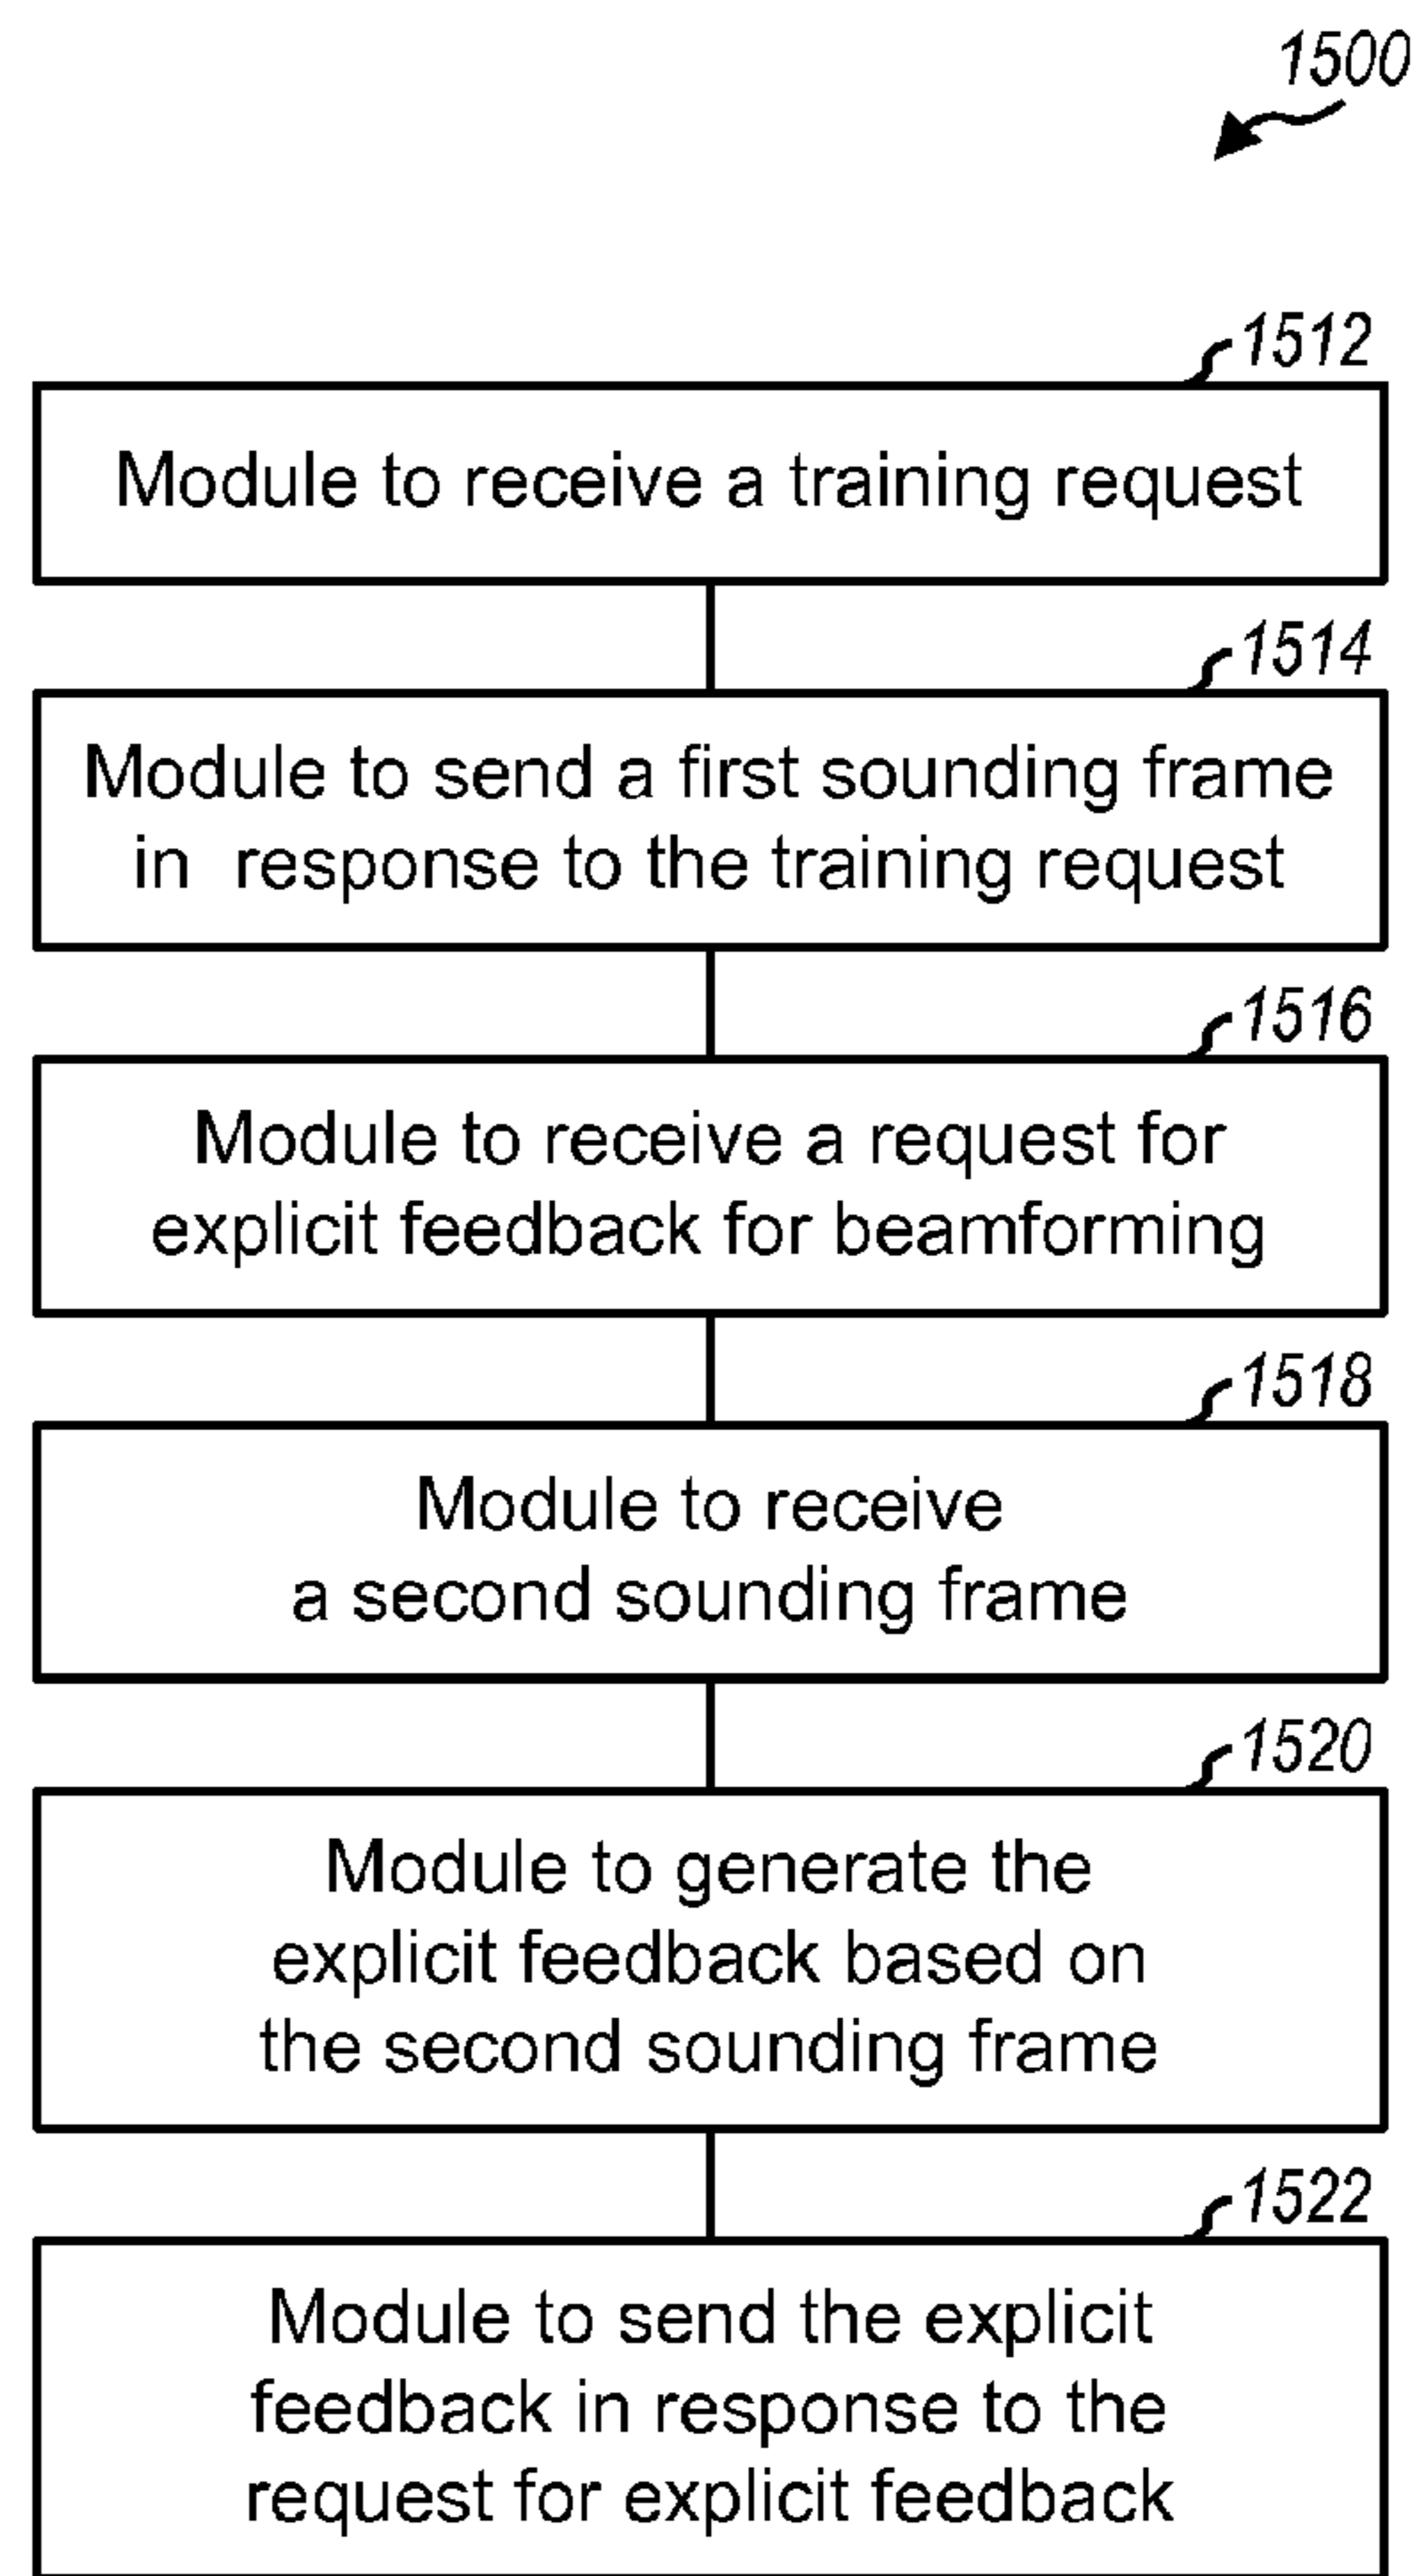 1500
1512
Module to receive a training request
1514
Module to send a first sounding frame
in response to the training request
1516
Module to receive a request for
explicit feedback for beamforming
1518
Module to receive
a second sounding frame
1520
Module to generate the
explicit feedback based on
the second sounding frame
1522
Module to send the explicit
feedback in response to the
request for explicit feedback